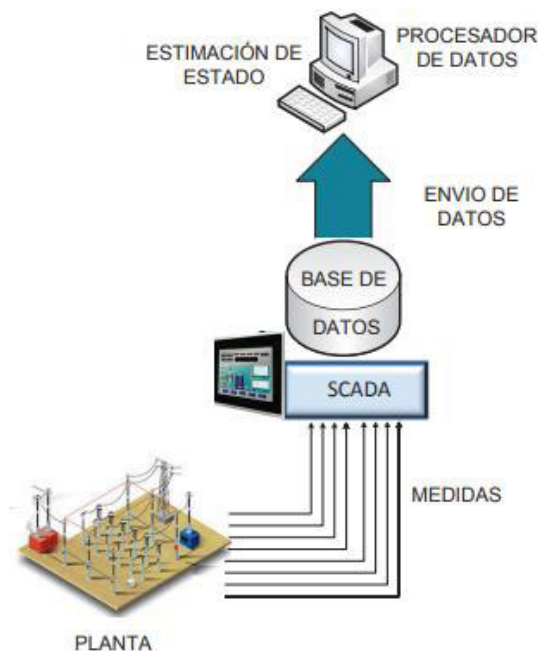 ESTIMACIÓN DE
ESTADO
PROCESADOR
DE DATOS
ENVIO DE
DATOS
BASE DE
DATOS
SCADA
MEDIDAS
PLANTA